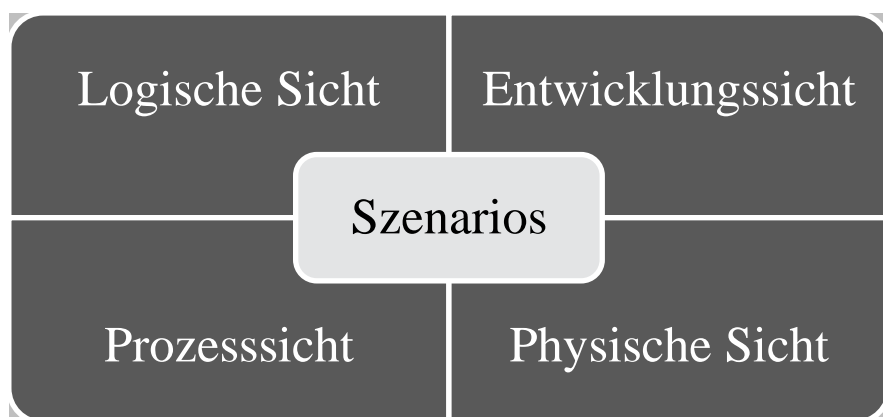 Logische Sicht
Entwicklungssicht
Szenarios
Prozesssicht
Physische Sicht